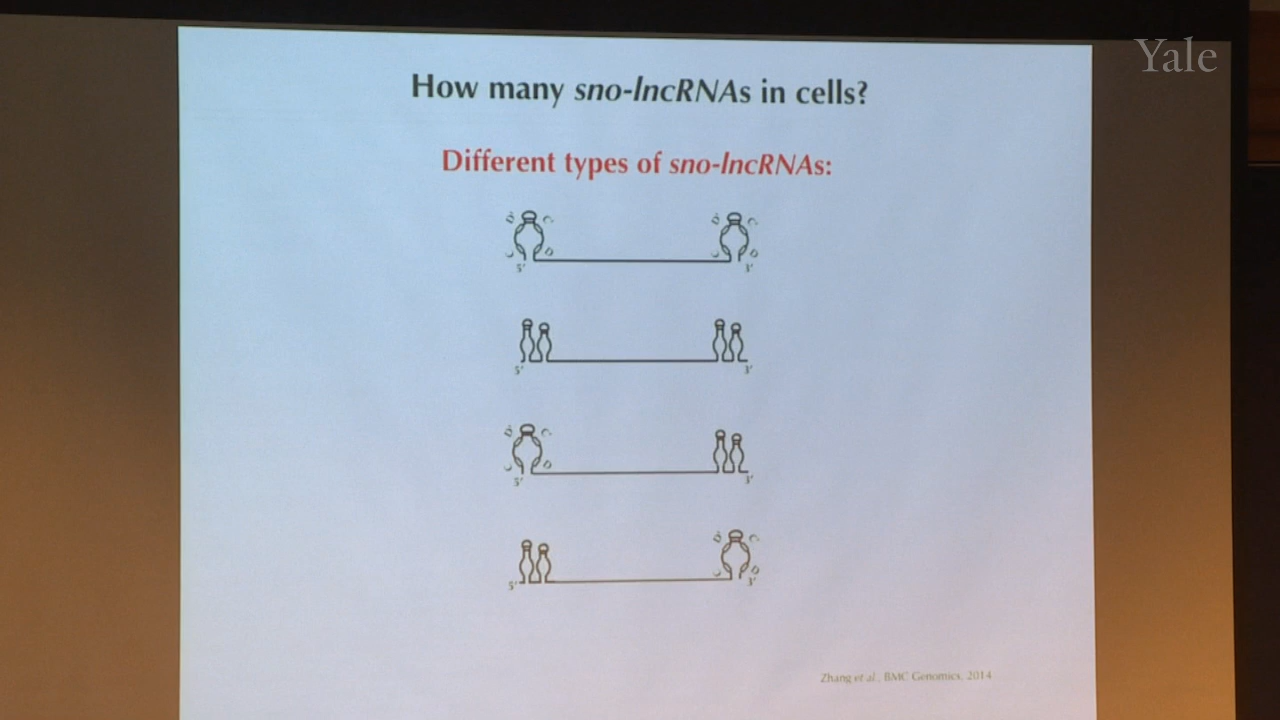 Yale
How many sno-lncRNAs in cells?
Different types of sno-lncRNAs:
5' 3'
5' 3'
5' 3'
5' 3'
Zhang et al., BMC Genomics, 2014